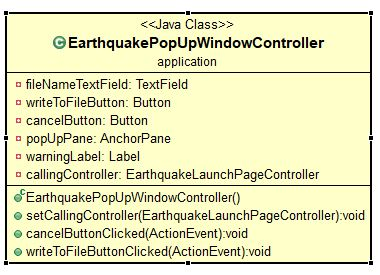 <<Java Class>>
EarthquakePopUpWindowController
application
fileNameTextField: TextField
writeToFileButton: Button
cancelButton: Button
popUpPane: AnchorPane
warningLabel: Label
callingController: EarthquakeLaunchPageController
EarthquakePopUpWindowController()
setCallingController(EarthquakeLaunchPageController):void
cancelButtonClicked(ActionEvent):void
writeToFileButtonClicked(ActionEvent):void